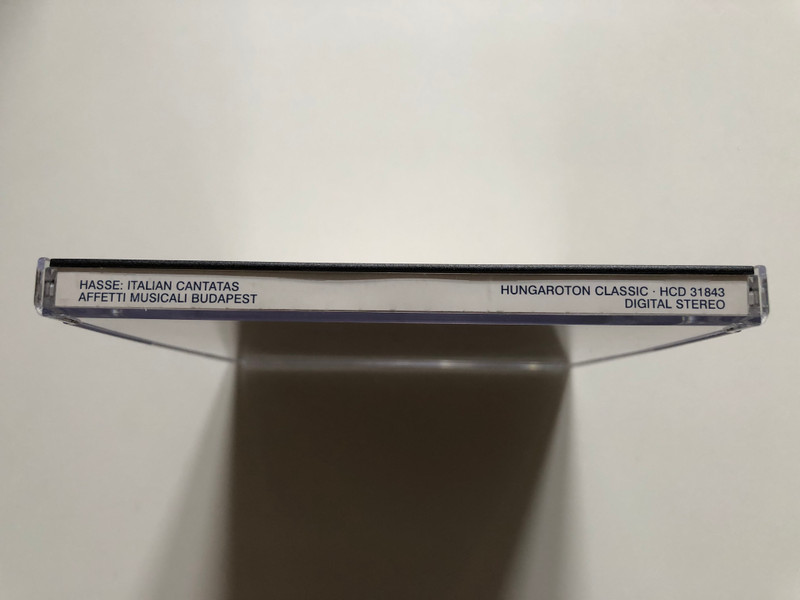 HASSE: ITALIAN CANTATAS
AFFETTI MUSICALI BUDAPEST
HUNGAROTON CLASSIC · HCD 31843
DIGITAL STEREO